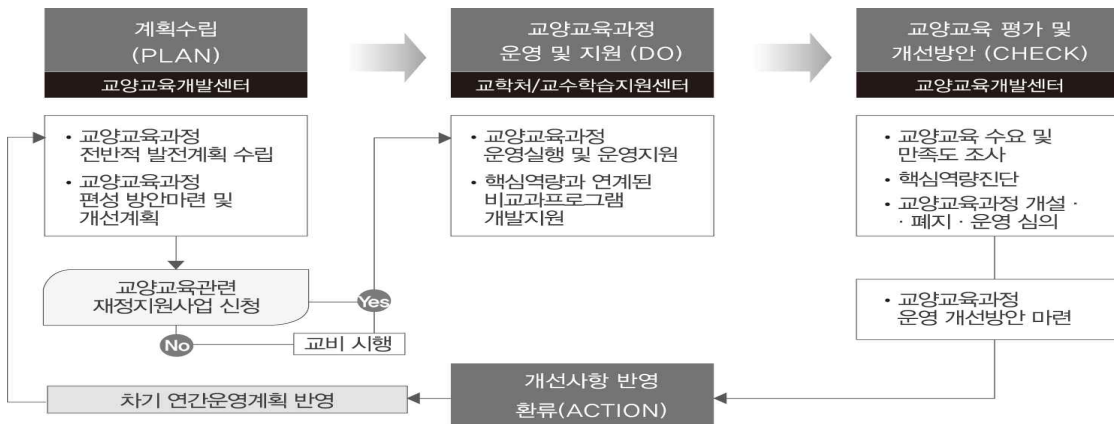 계획수립
(PLAN)
교양교육개발센터
• 교양교육과정
전반적 발전계획 수립
• 교양교육과정
편성 방안마련 및
개선계획
교양교육관련
재정지원사업 신청
Yes
No
교비 시행
교양교육과정
운영 및 지원 (DO)
교학처/교수학습지원센터
• 교양교육과정
운영실행 및 운영지원
• 핵심역량과 연계된
비교과프로그램
개발지원
교양교육 평가 및
개선방안 (CHECK)
교양교육개발센터
• 교양교육 수요 및
만족도 조사
• 핵심역량진단
• 교양교육과정 개설 ·
· 폐지 · 운영 심의
• 교양교육과정
운영 개선방안 마련
개선사항 반영
환류(ACTION)
차기 연간운영계획 반영